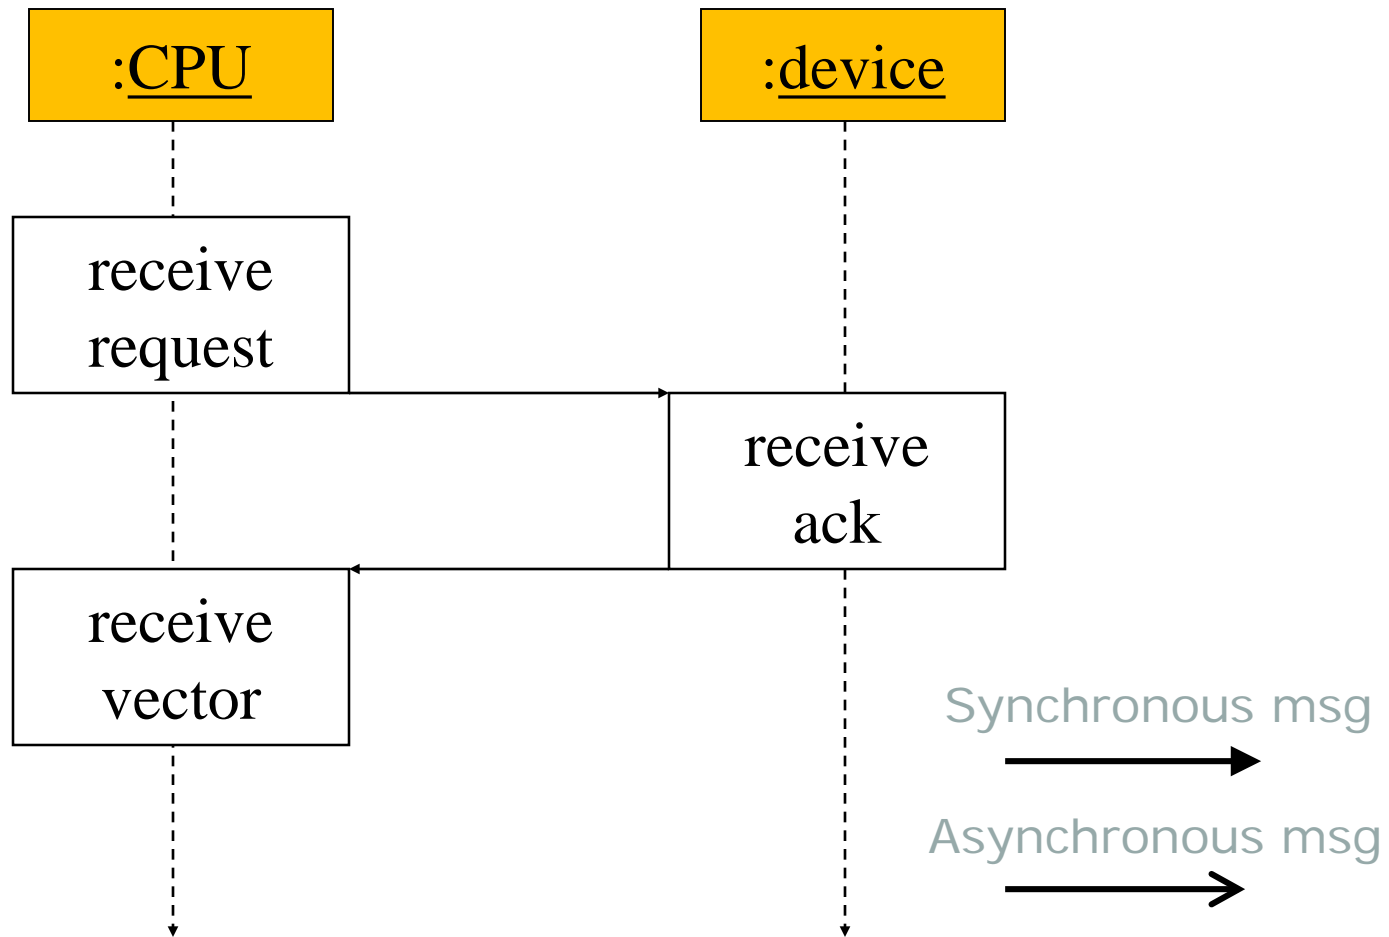 :CPU
:device
receive
request
receive
ack
receive
vector
Synchronous msg
Asynchronous msg